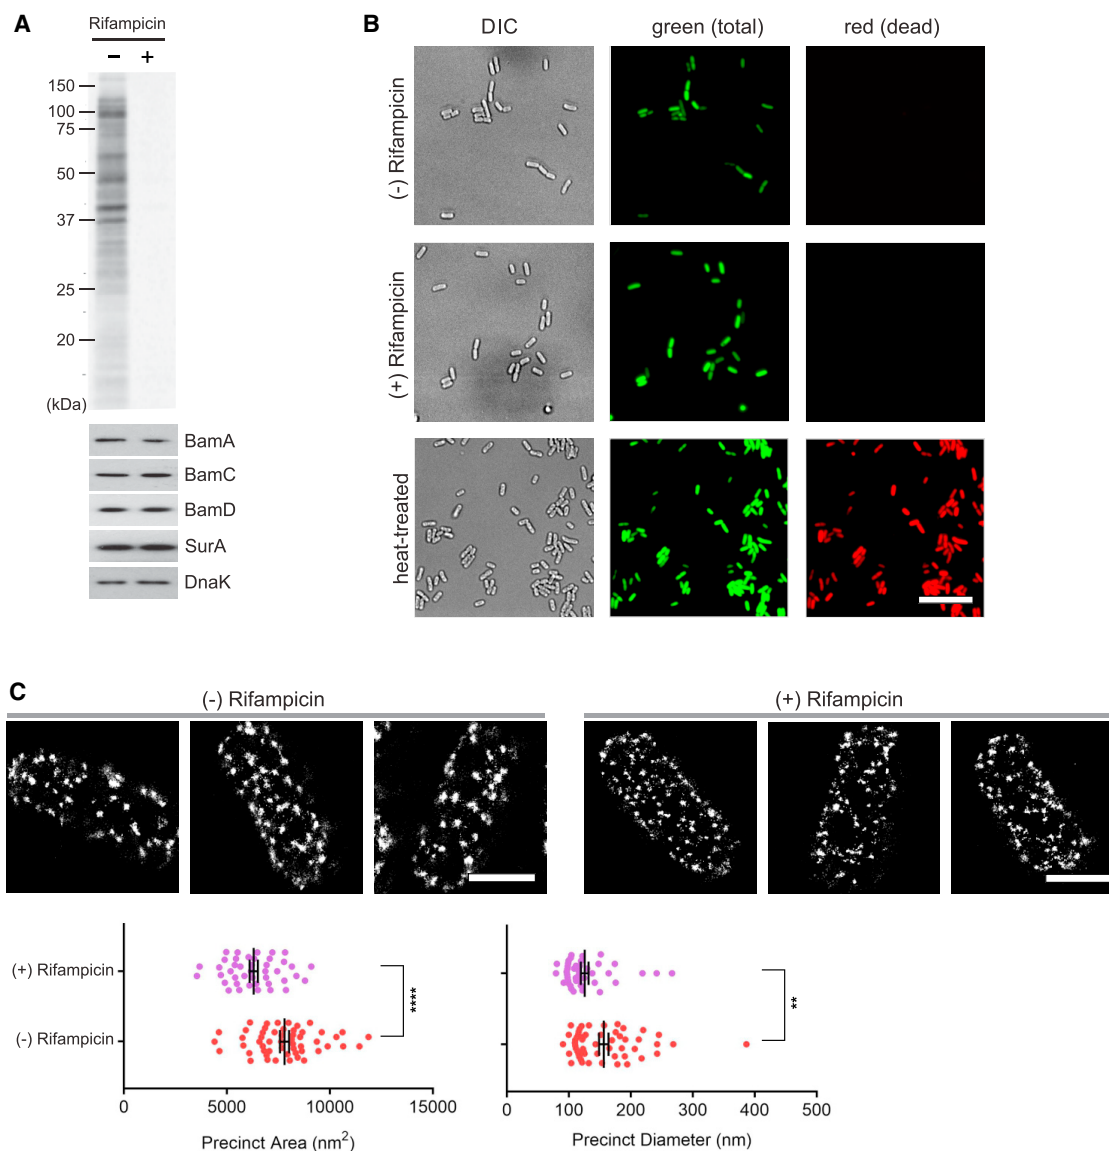 A
Rifampicin
– +
150
100
75
50
37
25
20
(kDa)
BamA
BamC
BamD
SurA
DnaK
B
DIC green (total) red (dead)
(-) Rifampicin
(+) Rifampicin
heat-treated
C
(-) Rifampicin (+) Rifampicin
(+) Rifampicin
(-) Rifampicin
****
0 5000 10000 15000
Precinct Area (nm2)
**
0 100 200 300 400 500
Precinct Diameter (nm)